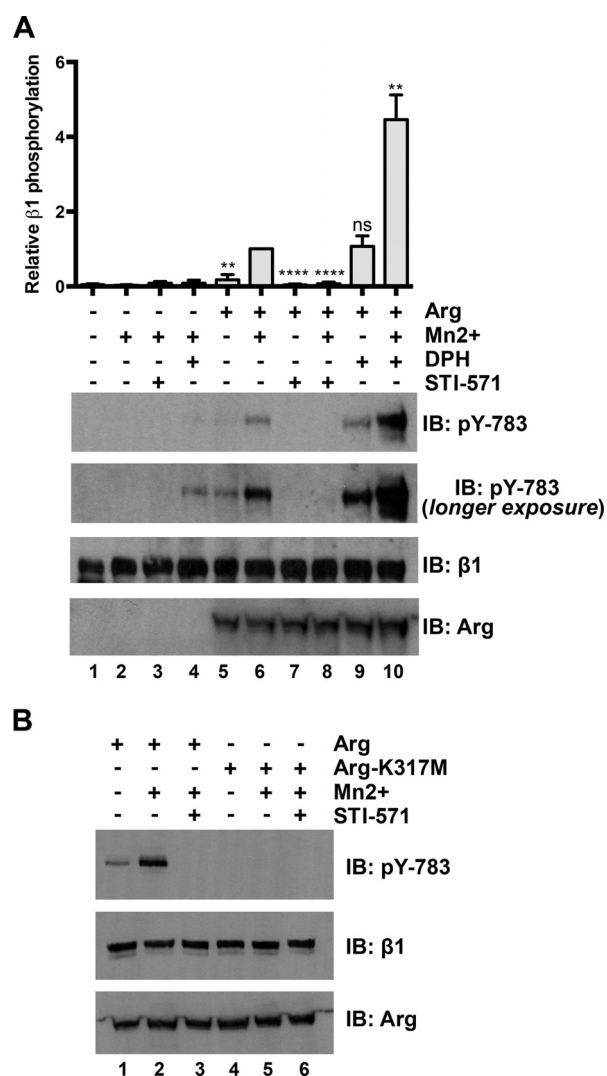 A
Relative β1 phosphorylation
6
4
2
0
** **** **** ns **
- - - - + + + + + + Arg
- + + + - + - + - + Mn2+
- - - + - - - - + + DPH
- - + - - - + + - - STI-571
IB: pY-783
IB: pY-783
(longer exposure)
IB: β1
IB: Arg
1 2 3 4 5 6 7 8 9 10
B
+ + + - - - Arg
- - - + + + Arg-K317M
- + + - + + Mn2+
- - + - - + STI-571
IB: pY-783
IB: β1
IB: Arg
1 2 3 4 5 6